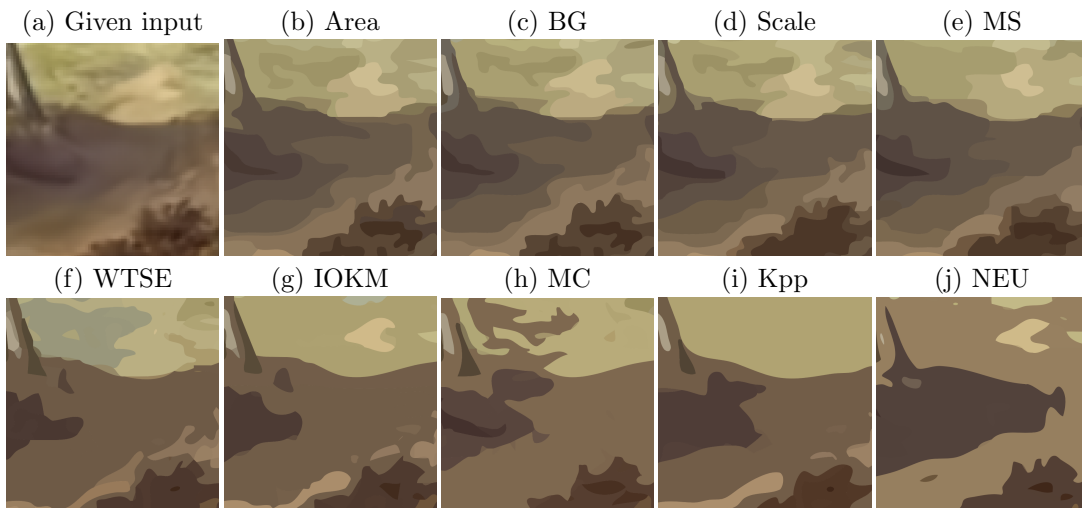 (a) Given input
(b) Area
(c) BG
(d) Scale
(e) MS
(f) WTSE
(g) IOKM
(h) MC
(i) Kpp
(j) NEU